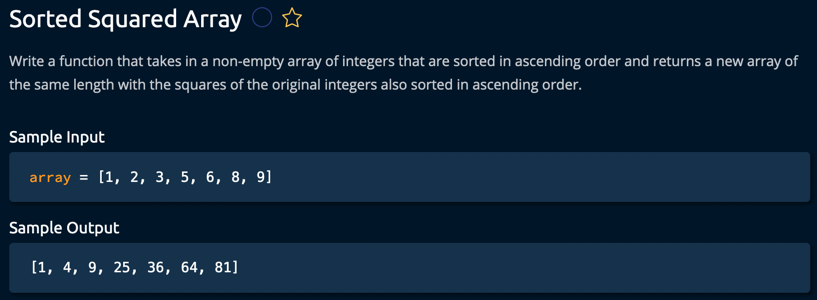 Sorted Squared Array
Write a function that takes in a non-empty array of integers that are sorted in ascending order and returns a new array of
the same length with the squares of the original integers also sorted in ascending order.
Sample Input
array = [1, 2, 3, 5, 6, 8, 9]
Sample Output
[1, 4, 9, 25, 36, 64, 81]